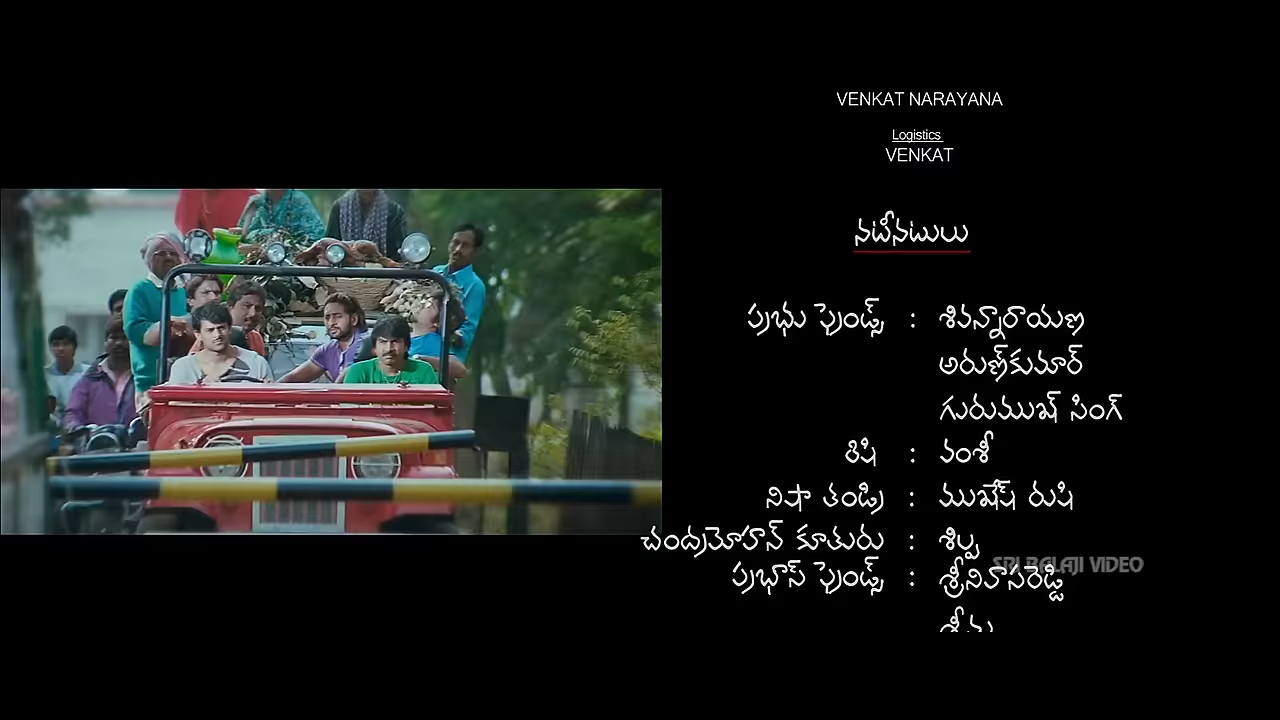 VENKAT NARAYANA
Logistics
VENKAT
నటీనటులు
ప్రభు ఫ్రెండ్స్ : శివన్నారాయణ
అరుణ్‌కుమార్
గురుముఖ్ సింగ్
రిషి : వంశీ
నిషా తండ్రి : ముఖేష్ రుషి
చంద్రమోహన్ కూతురు : శిల్ప
ప్రభాస్ ఫ్రెండ్స్ : శ్రీనివాసరెడ్డి
SRI BALAJI VIDEO